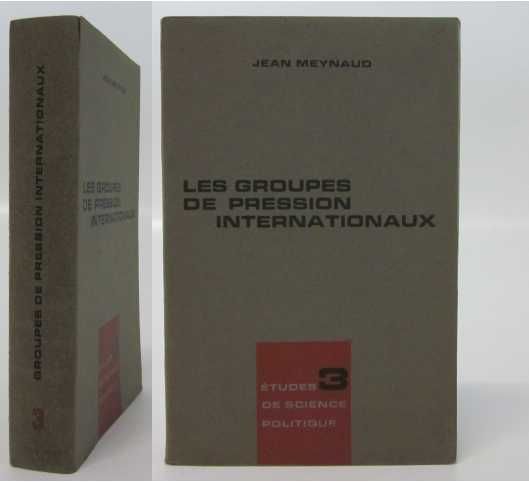 GROUPES DE PRESSION INTERNATIONAUX
3
LES GROUPES
DE PRESSION
INTERNATIONAUX
JEAN MEYNAUD
LES GROUPES
DE PRESSION
INTERNATIONAUX
ÉTUDES 3
DE SCIENCE
POLITIQUE